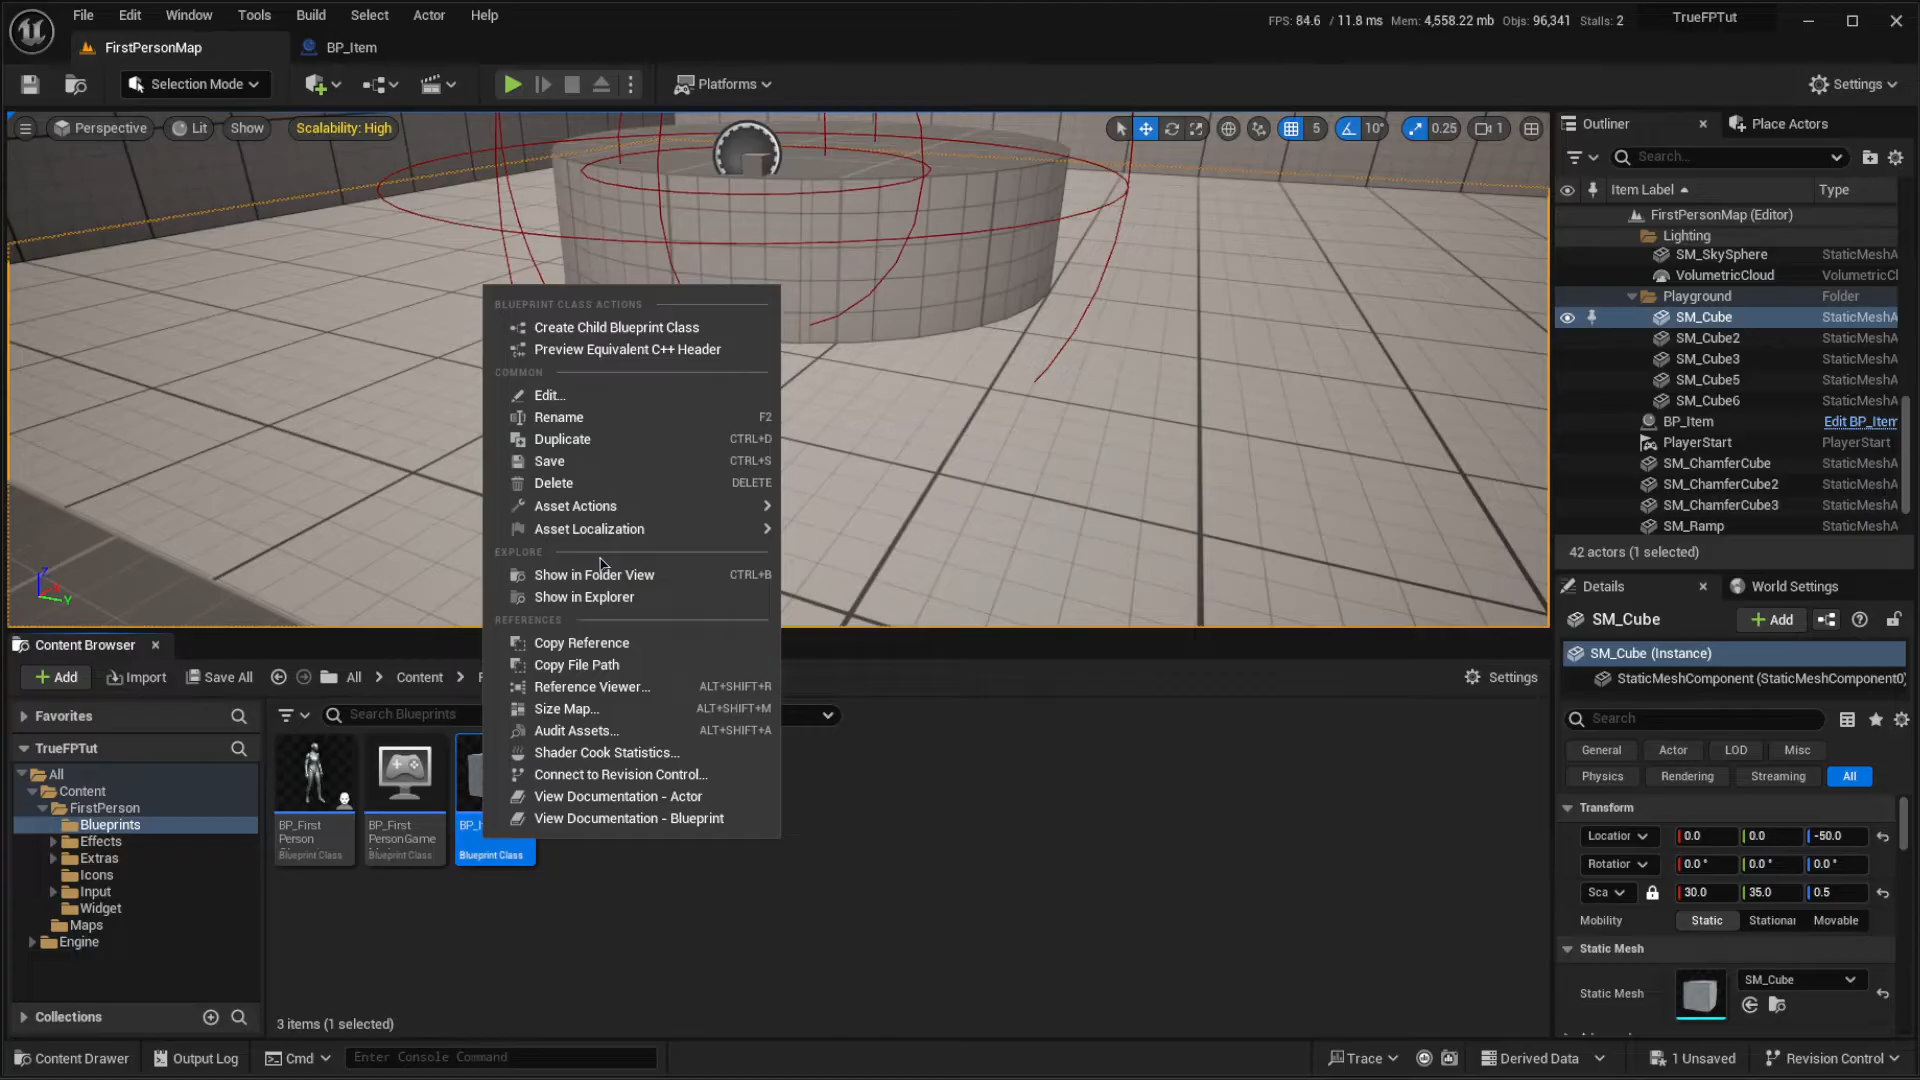 File Edit Window Tools Build Select Actor Help
FPS: 84.6 / 11.8 ms Mem: 4,558.22 mb Objs: 96,341 Stalls: 2
TrueFPTut
FirstPersonMap
BP_Item
Selection Mode
Platforms
Settings
Perspective
Lit
Show
Scalability: High
5
10°
0.25
1
BLUEPRINT CLASS ACTIONS
Create Child Blueprint Class
Preview Equivalent C++ Header
COMMON
Edit...
Rename F2
Duplicate CTRL+D
Save CTRL+S
Delete DELETE
Asset Actions
Asset Localization
EXPLORE
Show in Folder View CTRL+B
Show in Explorer
REFERENCES
Copy Reference
Copy File Path
Reference Viewer... ALT+SHIFT+R
Size Map... ALT+SHIFT+M
Audit Assets... ALT+SHIFT+A
Shader Cook Statistics...
Connect to Revision Control...
View Documentation - Actor
View Documentation - Blueprint
Z
Y
Outliner
Place Actors
Search...
Item Label Type
FirstPersonMap (Editor)
Lighting
SM_SkySphere StaticMeshA
VolumetricCloud VolumetricCl
Playground Folder
SM_Cube StaticMeshA
SM_Cube2 StaticMeshA
SM_Cube3 StaticMeshA
SM_Cube5 StaticMeshA
SM_Cube6 StaticMeshA
BP_Item Edit BP_Item
PlayerStart PlayerStart
SM_ChamferCube StaticMeshA
SM_ChamferCube2 StaticMeshA
SM_ChamferCube3 StaticMeshA
SM_Ramp StaticMeshA
42 actors (1 selected)
Details
World Settings
SM_Cube
Add
SM_Cube (Instance)
StaticMeshComponent (StaticMeshComponent0)
Search
General Actor LOD Misc
Physics Rendering Streaming All
Transform
Location 0.0 0.0 -50.0
Rotation 0.0 ° 0.0 ° 0.0 °
Sca 30.0 35.0 0.5
Mobility Static Stationar Movable
Static Mesh
Static Mesh
SM_Cube
Content Browser
Add Import Save All All Content
Settings
Favorites
TrueFPTut
All
Content
FirstPerson
Blueprints
Effects
Extras
Icons
Input
Widget
Maps
Engine
Collections
Search Blueprints
BP_First
Person
Blueprint Class
BP_First
PersonGame
Blueprint Class
Blueprint Class
3 items (1 selected)
Content Drawer
Output Log
Cmd
Enter Console Command
Trace
Derived Data
1 Unsaved
Revision Control